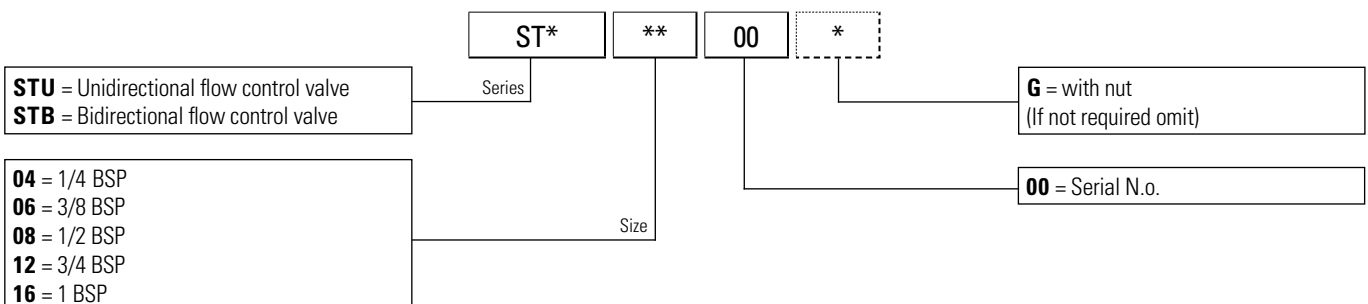 ST* ** 00 *
STU = Unidirectional flow control valve
STB = Bidirectional flow control valve
Series
G = with nut
(If not required omit)
04 = 1/4 BSP
06 = 3/8 BSP
08 = 1/2 BSP
12 = 3/4 BSP
16 = 1 BSP
Size
00 = Serial N.o.